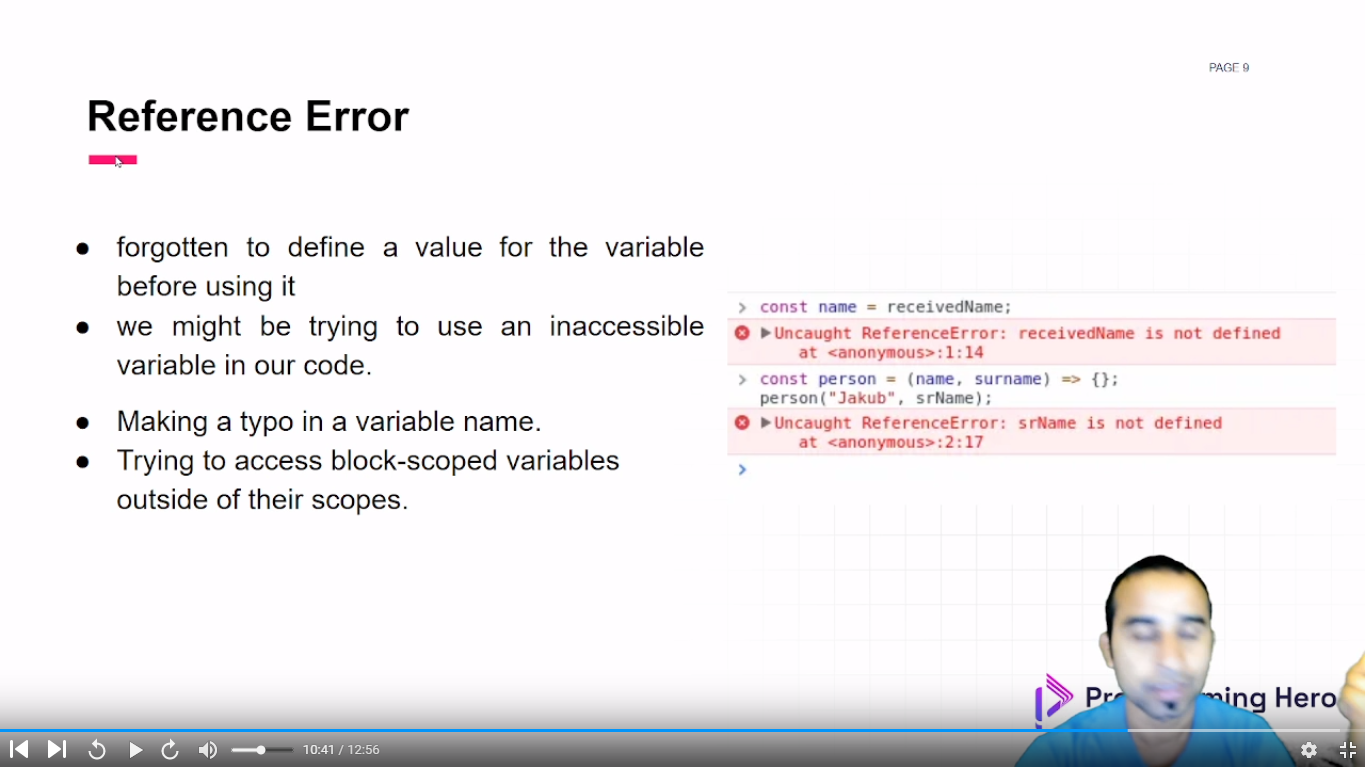 PAGE 9
Reference Error
● forgotten to define a value for the variable
before using it
● we might be trying to use an inaccessible
variable in our code.
● Making a typo in a variable name.
● Trying to access block-scoped variables
outside of their scopes.
> const name = receivedName;
▶Uncaught ReferenceError: receivedName is not defined
at <anonymous>:1:14
> const person = (name, surname) => {};
person("Jakub", srName);
▶Uncaught ReferenceError: srName is not defined
at <anonymous>:2:17
>
Hero
10:41 / 12:56